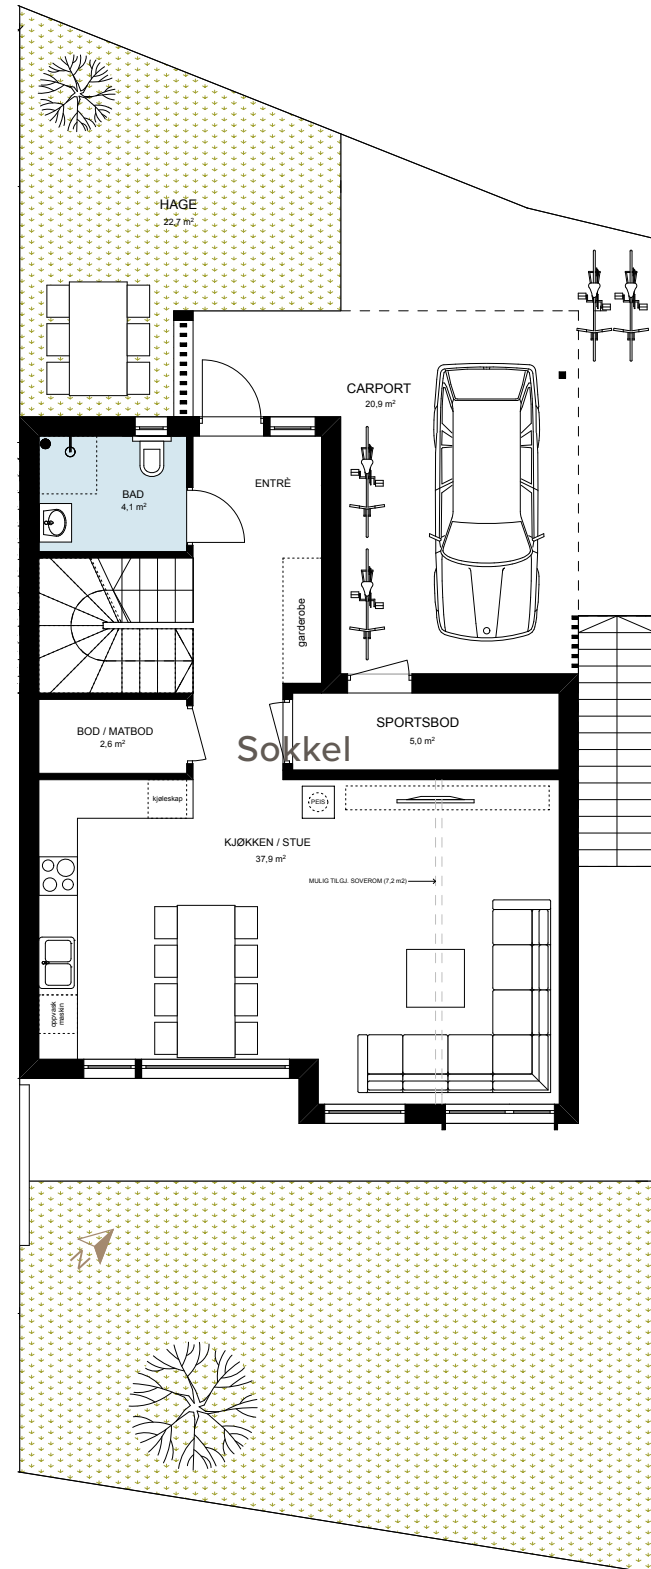 HAGE
22,7 m²
CARPORT
20,9 m²
ENTRÈ
BAD
4,1 m²
garderobe
BOD / MATBOD
2,6 m²
SPORTSBOD
5,0 m²
Sokkel
kjøleskap
PEIS
KJØKKEN / STUE
37,9 m²
MULIG TILGJ. SOVEROM (7,2 m2)
oppvask
maskin
N